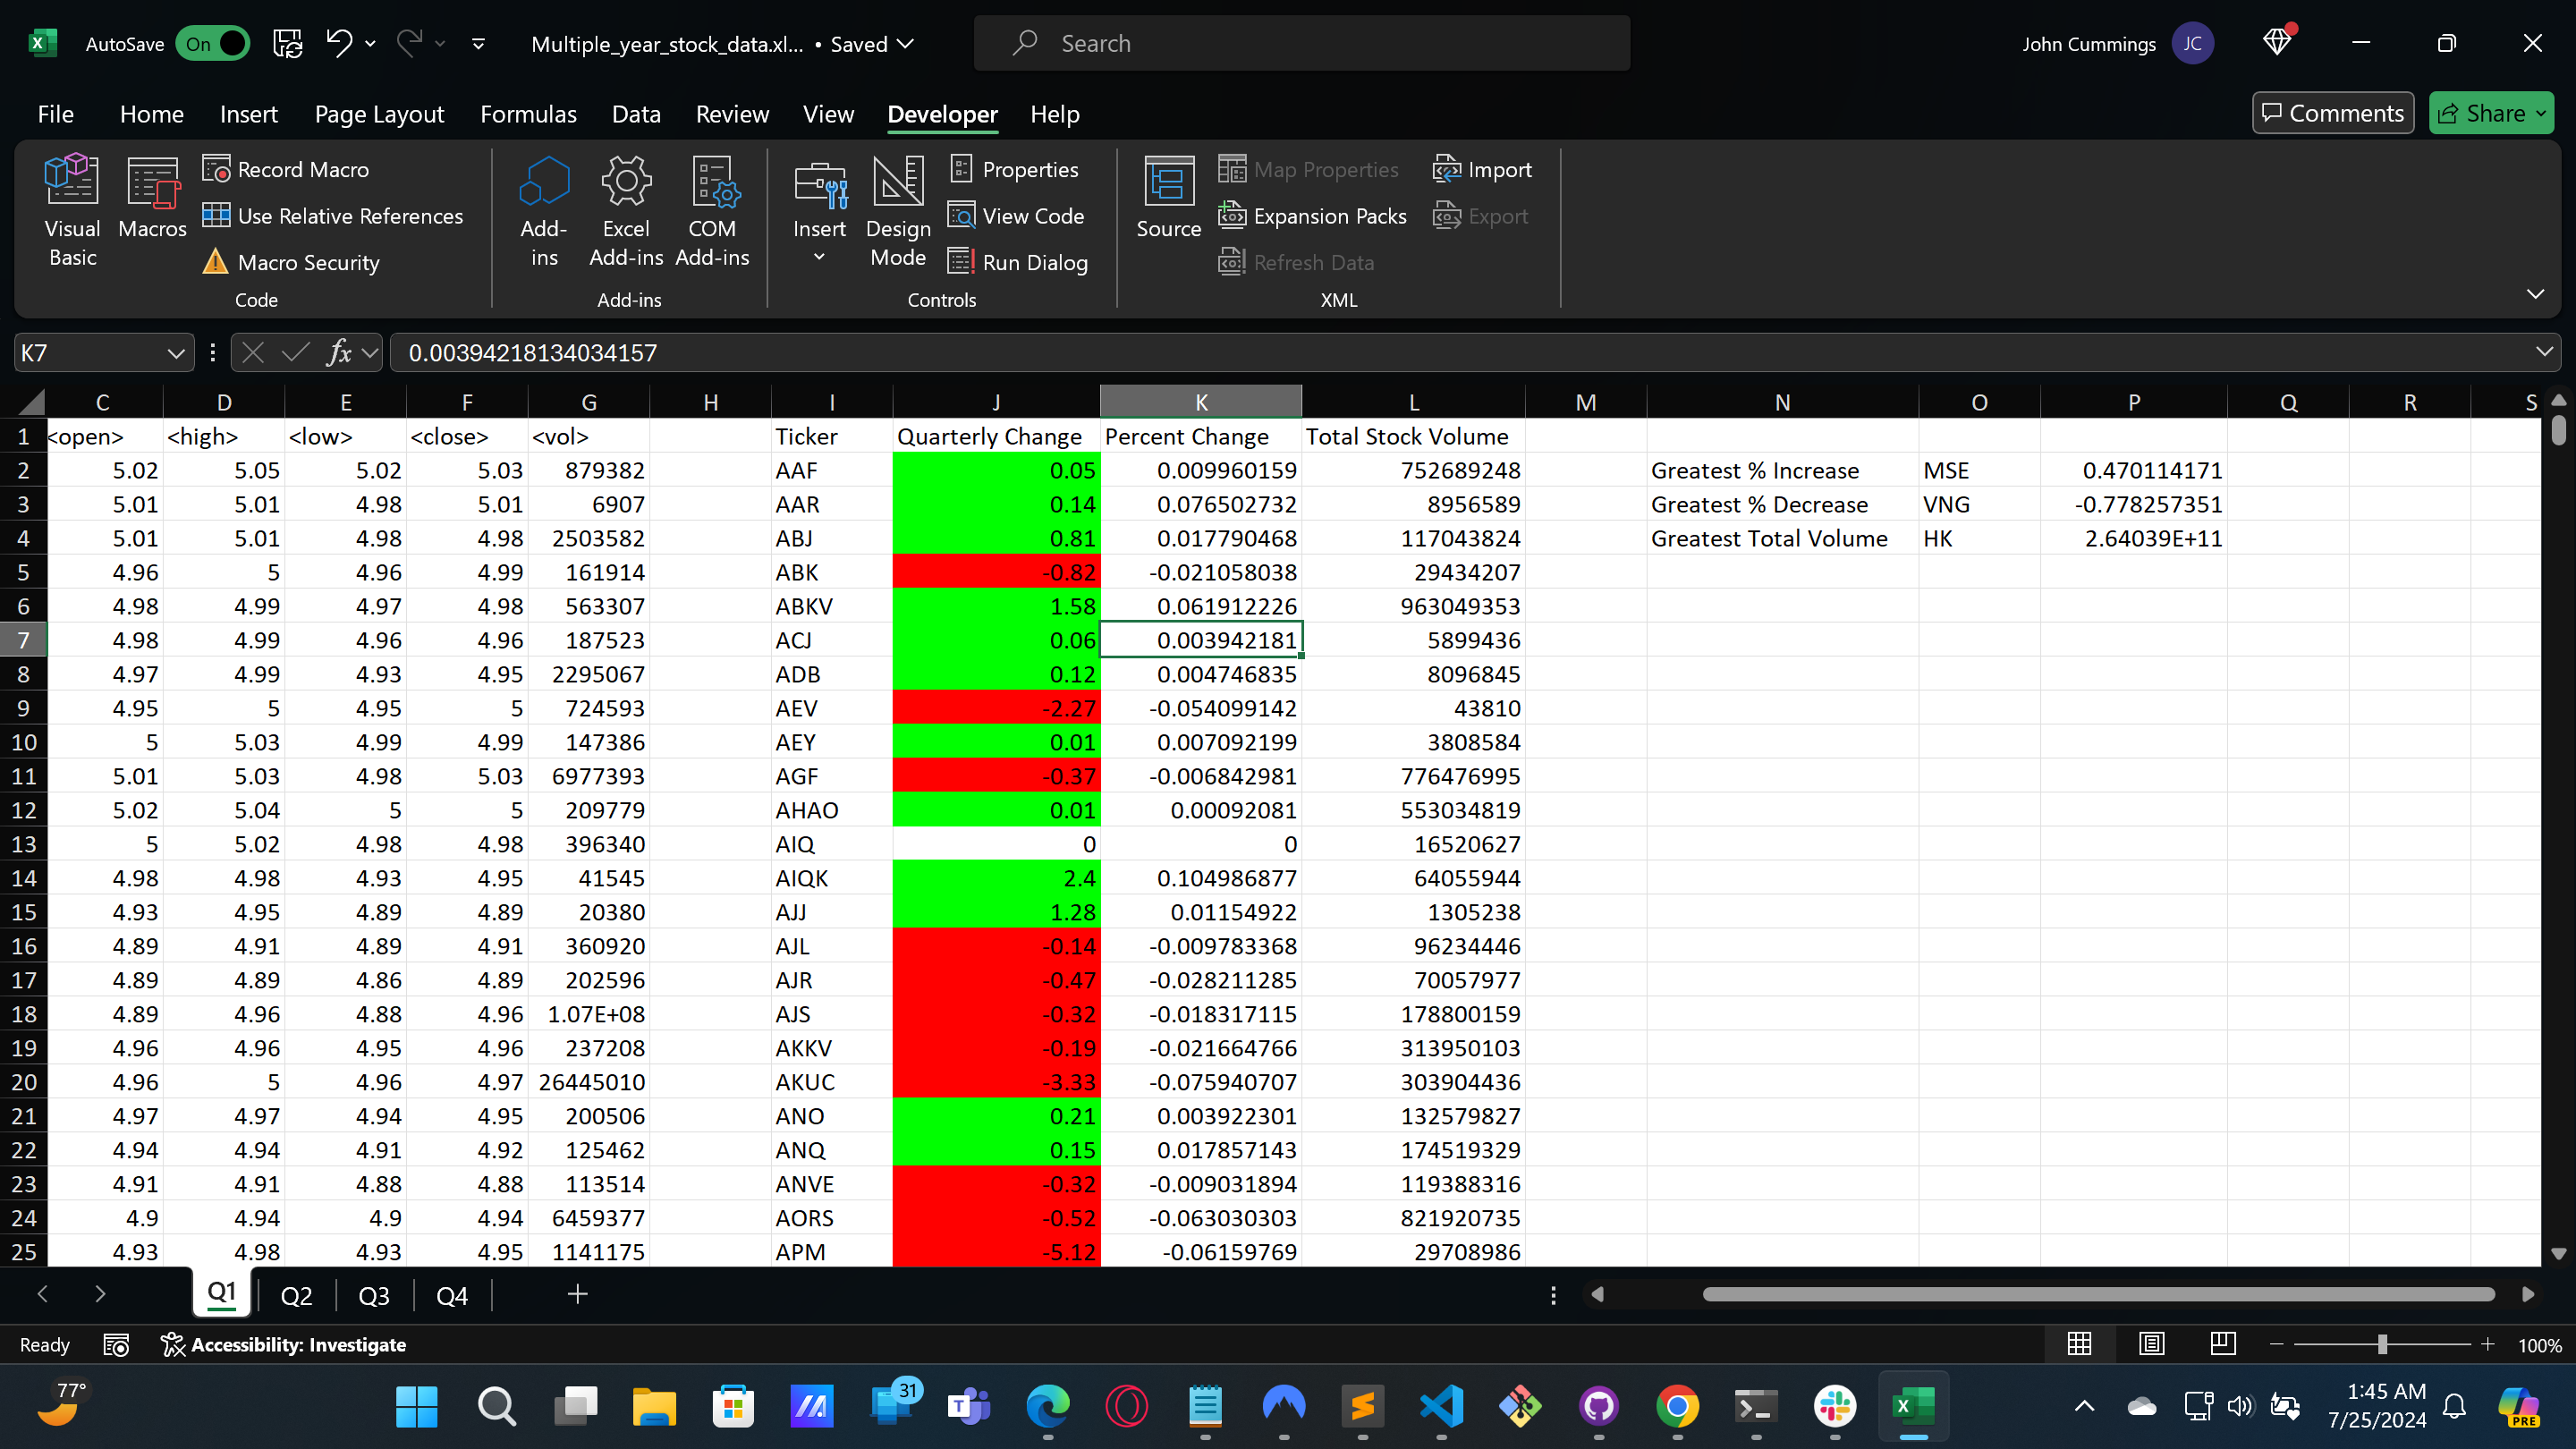 AutoSave On Multiple_year_stock_data.xl... • Saved Search John Cummings JC
File Home Insert Page Layout Formulas Data Review View Developer Help Comments Share
Visual Basic Macros Record Macro Use Relative References Macro Security Code
Add-ins Excel Add-ins COM Add-ins Add-ins
Insert Design Mode Properties View Code Run Dialog Controls
Source Map Properties Expansion Packs Refresh Data Import Export XML
K7 fx 0.00394218134034157
C D E F G H I J K L M N O P Q R S
1 <open> <high> <low> <close> <vol> Ticker Quarterly Change Percent Change Total Stock Volume
2 5.02 5.05 5.02 5.03 879382 AAF 0.05 0.009960159 752689248 Greatest % Increase MSE 0.470114171
3 5.01 5.01 4.98 5.01 6907 AAR 0.14 0.076502732 8956589 Greatest % Decrease VNG -0.778257351
4 5.01 5.01 4.98 4.98 2503582 ABJ 0.81 0.017790468 117043824 Greatest Total Volume HK 2.64039E+11
5 4.96 5 4.96 4.99 161914 ABK -0.82 -0.021058038 29434207
6 4.98 4.99 4.97 4.98 563307 ABKV 1.58 0.061912226 963049353
7 4.98 4.99 4.96 4.96 187523 ACJ 0.06 0.003942181 5899436
8 4.97 4.99 4.93 4.95 2295067 ADB 0.12 0.004746835 8096845
9 4.95 5 4.95 5 724593 AEV -2.27 -0.054099142 43810
10 5 5.03 4.99 4.99 147386 AEY 0.01 0.007092199 3808584
11 5.01 5.03 4.98 5.03 6977393 AGF -0.37 -0.006842981 776476995
12 5.02 5.04 5 5 209779 AHAO 0.01 0.00092081 553034819
13 5 5.02 4.98 4.98 396340 AIQ 0 0 16520627
14 4.98 4.98 4.93 4.95 41545 AIQK 2.4 0.104986877 64055944
15 4.93 4.95 4.89 4.89 20380 AJJ 1.28 0.01154922 1305238
16 4.89 4.91 4.89 4.91 360920 AJL -0.14 -0.009783368 96234446
17 4.89 4.89 4.86 4.89 202596 AJR -0.47 -0.028211285 70057977
18 4.89 4.96 4.88 4.96 1.07E+08 AJS -0.32 -0.018317115 178800159
19 4.96 4.96 4.95 4.96 237208 AKKV -0.19 -0.021664766 313950103
20 4.96 5 4.96 4.97 26445010 AKUC -3.33 -0.075940707 303904436
21 4.97 4.97 4.94 4.95 200506 ANO 0.21 0.003922301 132579827
22 4.94 4.94 4.91 4.92 125462 ANQ 0.15 0.017857143 174519329
23 4.91 4.91 4.88 4.88 113514 ANVE -0.32 -0.009031894 119388316
24 4.9 4.94 4.9 4.94 6459377 AORS -0.52 -0.063030303 821920735
25 4.93 4.98 4.93 4.95 1141175 APM -5.12 -0.06159769 29708986
Q1 Q2 Q3 Q4
Ready Accessibility: Investigate 100%
77° 31 1:45 AM
7/25/2024 PRE